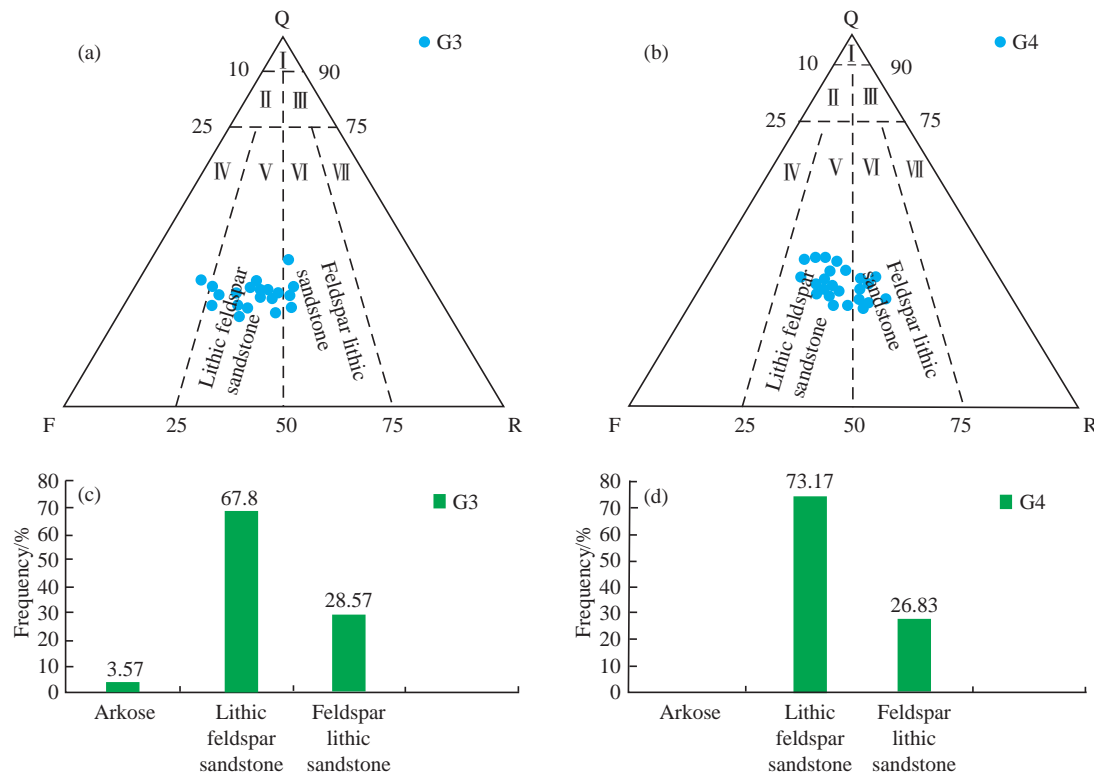 (a)
Q
G3
10
I
90
II
III
25
75
IV
V
VI
VII
Lithic feldspar
sandstone
Feldspar lithic
sandstone
F
25
50
75
R
(b)
Q
G4
10
I
90
II
III
25
75
IV
V
VI
VII
Lithic feldspar
sandstone
Feldspar lithic
sandstone
F
25
50
75
R
(c)
G3
Frequency/%
80
70
60
50
40
30
20
10
0
3.57
67.8
28.57
Arkose
Lithic
feldspar
sandstone
Feldspar
lithic
sandstone
(d)
G4
Frequency/%
80
70
60
50
40
30
20
10
0
73.17
26.83
Arkose
Lithic
feldspar
sandstone
Feldspar
lithic
sandstone